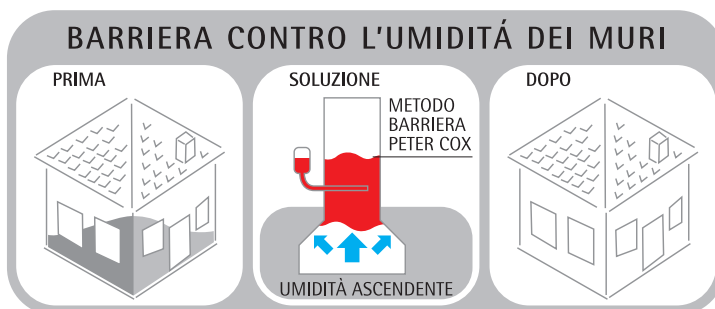 BARRIERA CONTRO L'UMIDITÁ DEI MURI
PRIMA
SOLUZIONE
METODO
BARRIERA
PETER COX
UMIDITÀ ASCENDENTE
DOPO